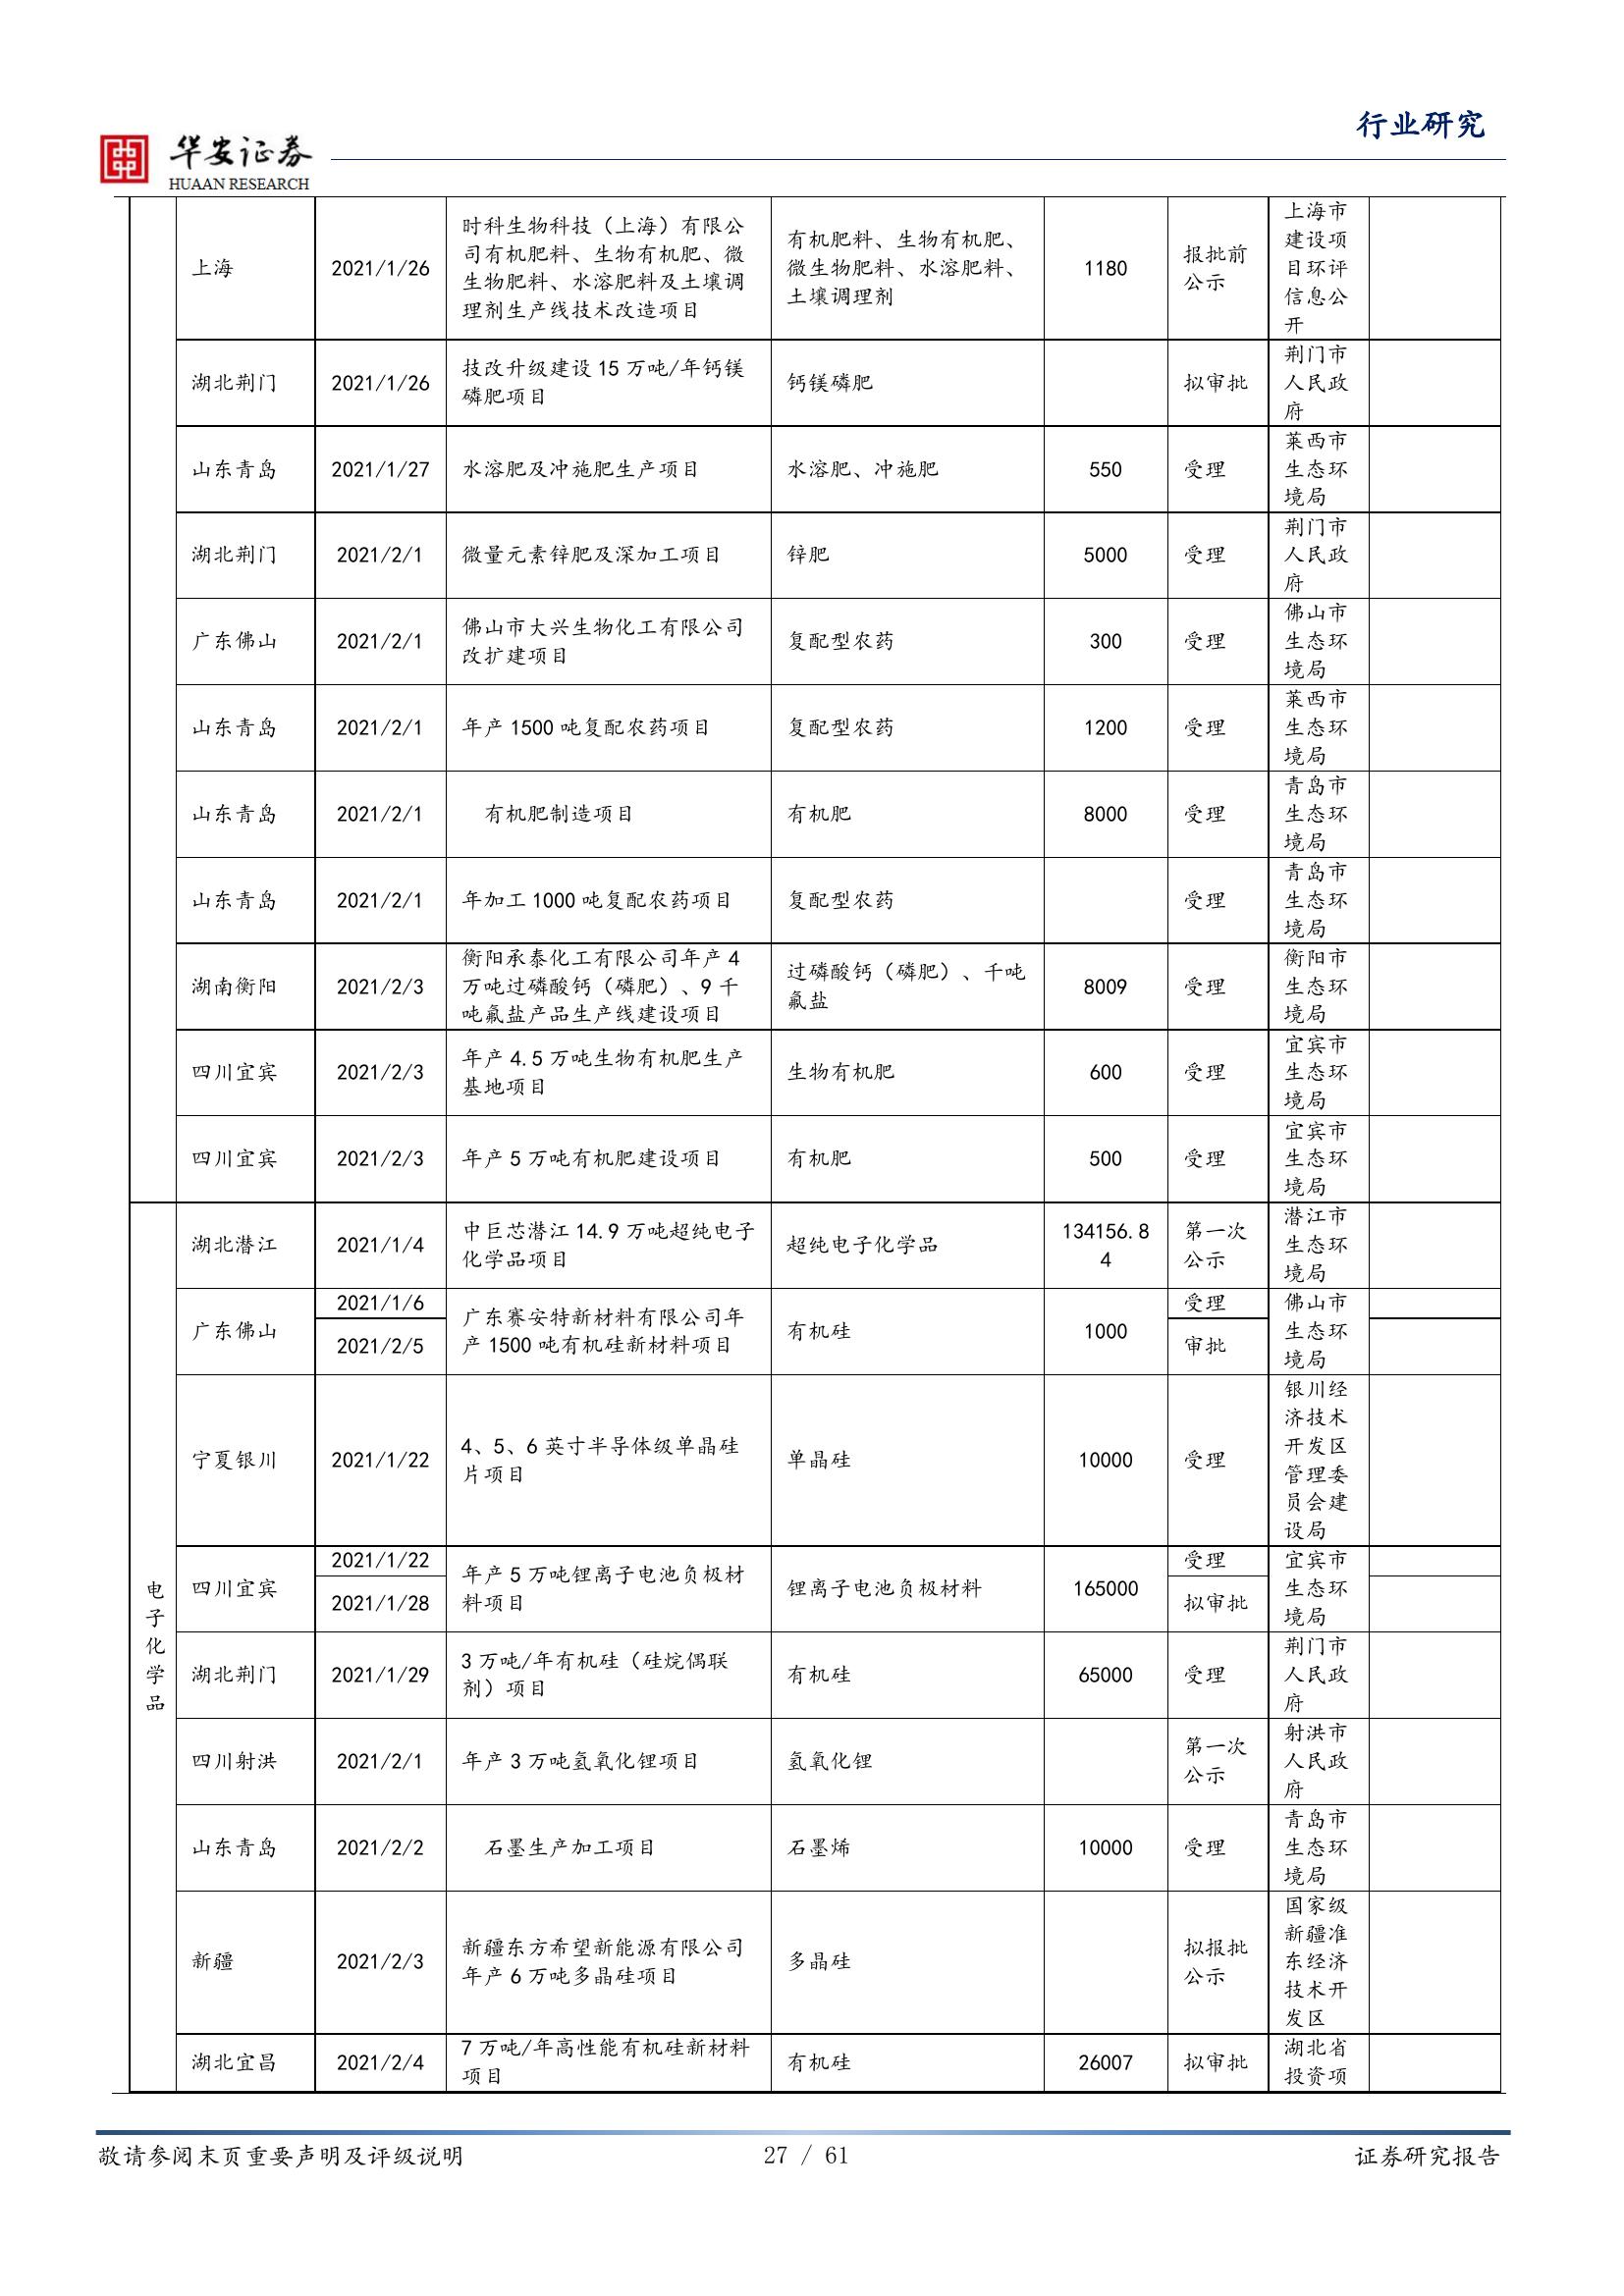 行业研究
华安证券
HUAAN RESEARCH
上海 2021/1/26 时科生物科技（上海）有限公司有机肥料、生物有机肥、微生物肥料、水溶肥料及土壤调理剂生产线技术改造项目 有机肥料、生物有机肥、微生物肥料、水溶肥料、土壤调理剂 1180 报批前公示 上海市建设项目环评信息公开
湖北荆门 2021/1/26 技改升级建设15万吨/年钙镁磷肥项目 钙镁磷肥 拟审批 荆门市人民政府
山东青岛 2021/1/27 水溶肥及冲施肥生产项目 水溶肥、冲施肥 550 受理 莱西市生态环境局
湖北荆门 2021/2/1 微量元素锌肥及深加工项目 锌肥 5000 受理 荆门市人民政府
广东佛山 2021/2/1 佛山市大兴生物化工有限公司改扩建项目 复配型农药 300 受理 佛山市生态环境局
山东青岛 2021/2/1 年产1500吨复配农药项目 复配型农药 1200 受理 莱西市生态环境局
山东青岛 2021/2/1 有机肥制造项目 有机肥 8000 受理 青岛市生态环境局
山东青岛 2021/2/1 年加工1000吨复配农药项目 复配型农药 受理 青岛市生态环境局
湖南衡阳 2021/2/3 衡阳承泰化工有限公司年产4万吨过磷酸钙（磷肥）、9千吨氟盐产品生产线建设项目 过磷酸钙（磷肥）、千吨氟盐 8009 受理 衡阳市生态环境局
四川宜宾 2021/2/3 年产4.5万吨生物有机肥生产基地项目 生物有机肥 600 受理 宜宾市生态环境局
四川宜宾 2021/2/3 年产5万吨有机肥建设项目 有机肥 500 受理 宜宾市生态环境局
电子化学品
湖北潜江 2021/1/4 中巨芯潜江14.9万吨超纯电子化学品项目 超纯电子化学品 134156.84 第一次公示 潜江市生态环境局
广东佛山 2021/1/6 2021/2/5 广东赛安特新材料有限公司年产1500吨有机硅新材料项目 有机硅 1000 受理 审批 佛山市生态环境局
宁夏银川 2021/1/22 4、5、6英寸半导体级单晶硅片项目 单晶硅 10000 受理 银川经济技术开发区管理委员会建设局
四川宜宾 2021/1/22 2021/1/28 年产5万吨锂离子电池负极材料项目 锂离子电池负极材料 165000 受理 拟审批 宜宾市生态环境局
湖北荆门 2021/1/29 3万吨/年有机硅（硅烷偶联剂）项目 有机硅 65000 受理 荆门市人民政府
四川射洪 2021/2/1 年产3万吨氢氧化锂项目 氢氧化锂 第一次公示 射洪市人民政府
山东青岛 2021/2/2 石墨生产加工项目 石墨烯 10000 受理 青岛市生态环境局
新疆 2021/2/3 新疆东方希望新能源有限公司年产6万吨多晶硅项目 多晶硅 拟报批公示 国家级新疆准东经济技术开发区
湖北宜昌 2021/2/4 7万吨/年高性能有机硅新材料项目 有机硅 26007 拟审批 湖北省投资项
敬请参阅末页重要声明及评级说明 27 / 61 证券研究报告